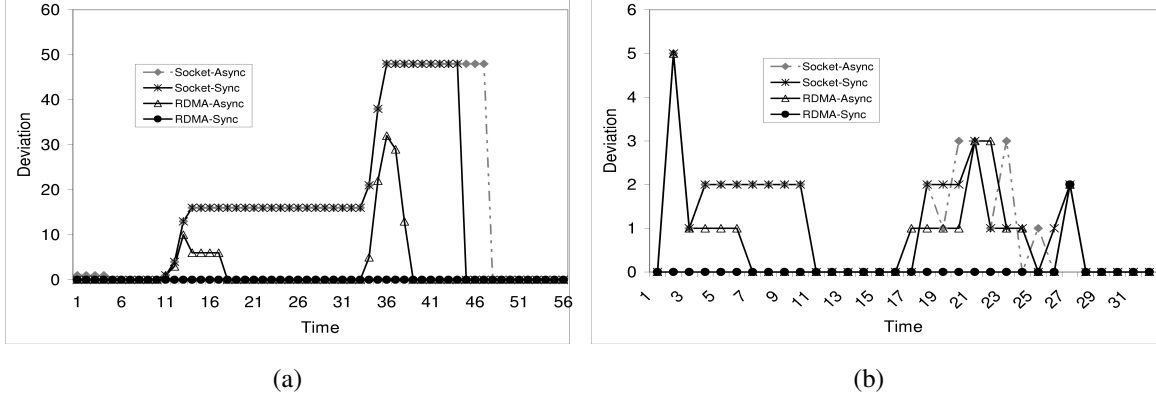 60
50
40
30
20
10
0
Deviation
Socket-Async
Socket-Sync
RDMA-Async
RDMA-Sync
1 6 11 16 21 26 31 36 41 46 51 56
Time
(a)
6
5
4
3
2
1
0
Deviation
Socket-Async
Socket-Sync
RDMA-Async
RDMA-Sync
1 3 5 7 9 11 13 15 17 19 21 23 25 27 29 31
Time
(b)